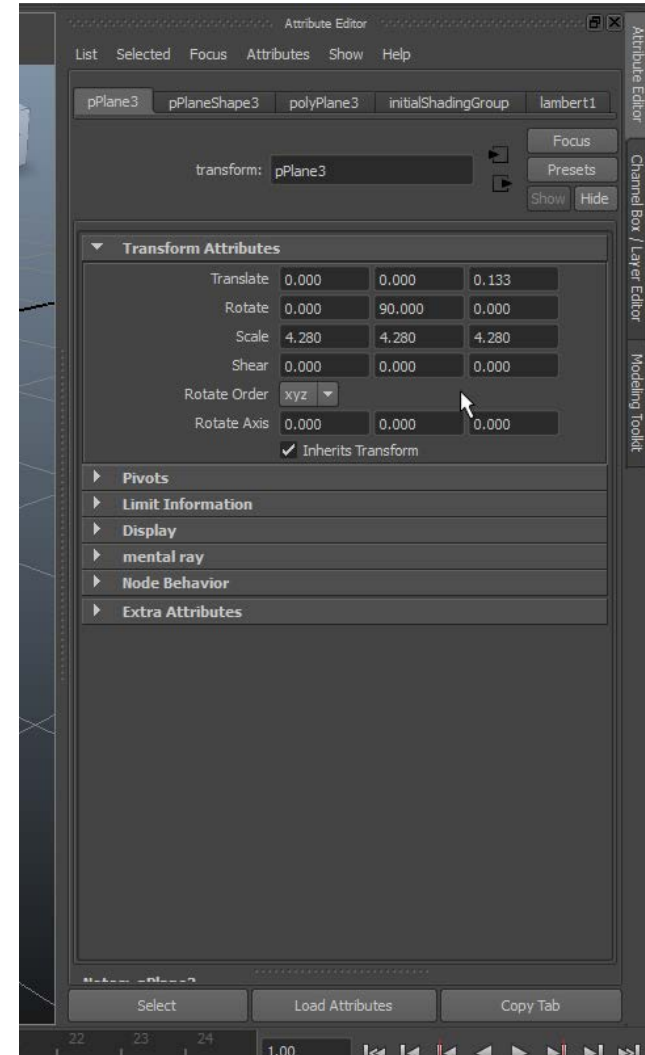 Attribute Editor
List Selected Focus Attributes Show Help
pPlane3 pPlaneShape3 polyPlane3 initialShadingGroup lambert1
Focus
transform: pPlane3
Presets
Show Hide
Transform Attributes
Translate 0.000 0.000 0.133
Rotate 0.000 90.000 0.000
Scale 4.280 4.280 4.280
Shear 0.000 0.000 0.000
Rotate Order xyz
Rotate Axis 0.000 0.000 0.000
Inherits Transform
Pivots
Limit Information
Display
mental ray
Node Behavior
Extra Attributes
Notes: pPlane3
Select Load Attributes Copy Tab
22 23 24
1.00
Attribute Editor
Channel Box / Layer Editor
Modeling Toolkit